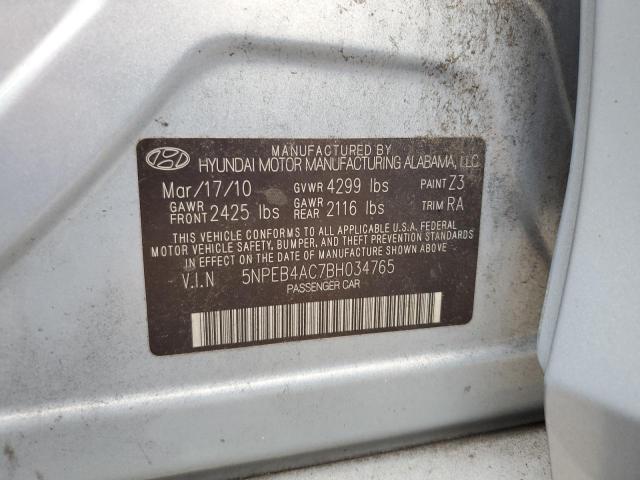 MANUFACTURED BY
HYUNDAI MOTOR MANUFACTURING ALABAMA, LLC
Mar/17/10 GVWR 4299 lbs PAINT Z3
GAWR FRONT 2425 lbs GAWR REAR 2116 lbs TRIM RA
THIS VEHICLE CONFORMS TO ALL APPLICABLE U.S.A. FEDERAL
MOTOR VEHICLE SAFETY, BUMPER, AND THEFT PREVENTION STANDARDS
IN EFFECT ON THE DATE OF MANUFACTURE SHOWN ABOVE.
V.I.N 5NPEB4AC7BH034765
PASSENGER CAR